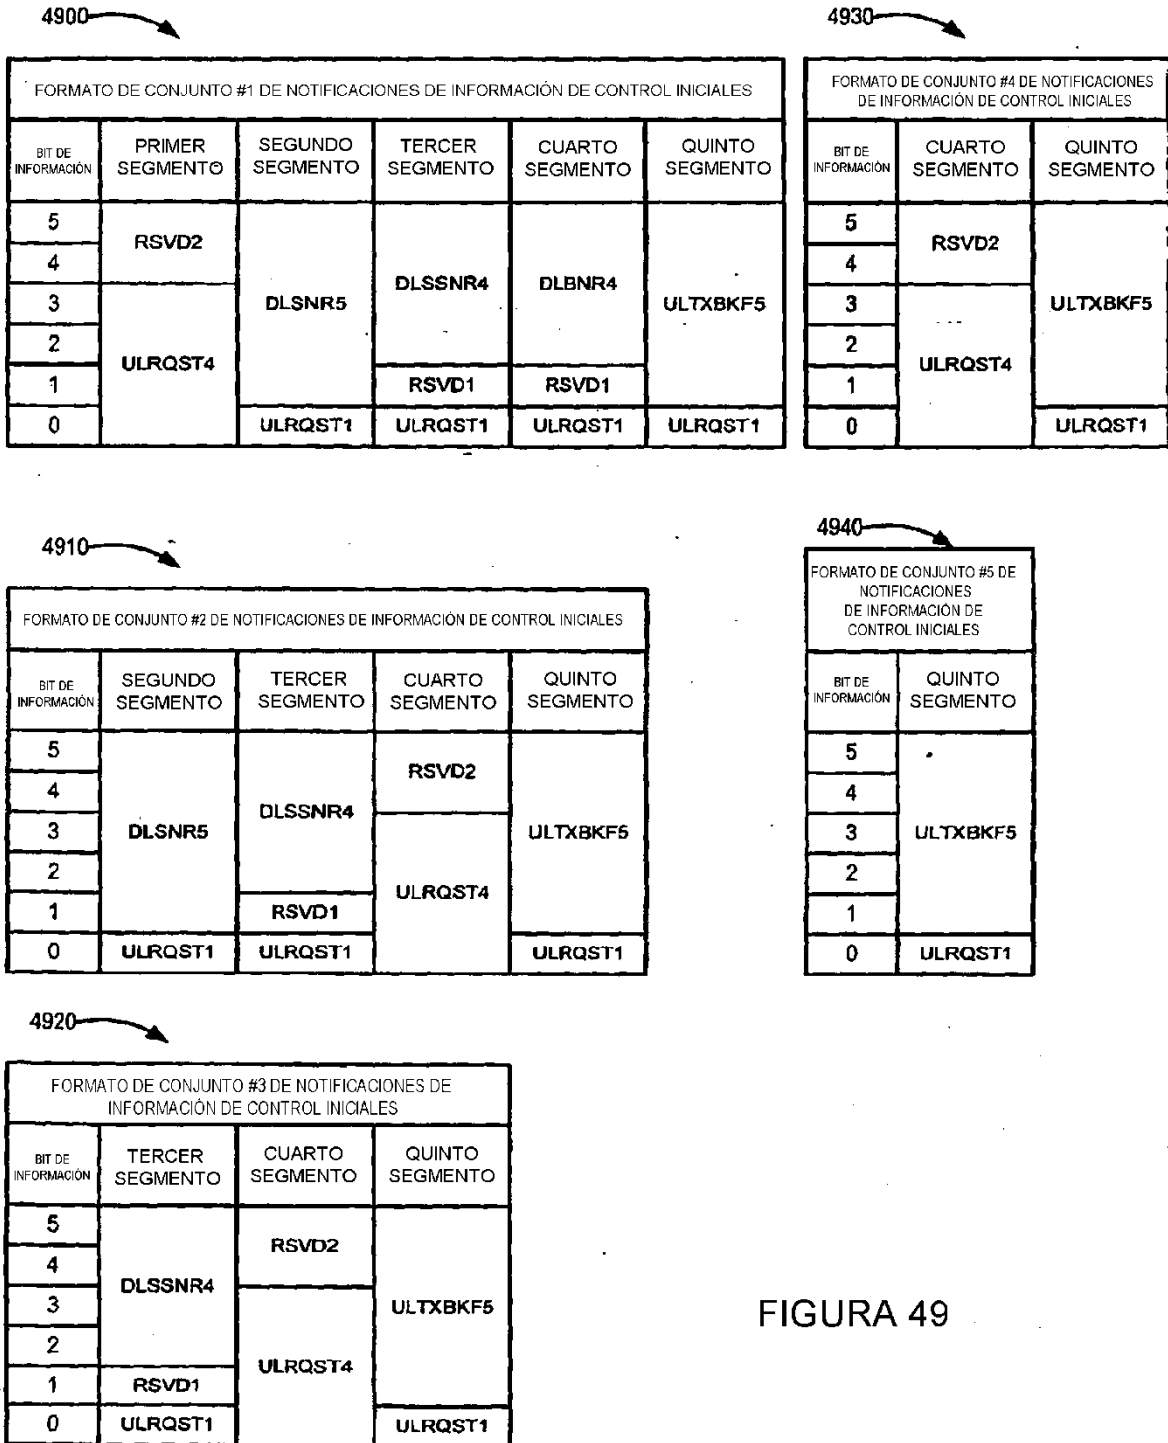 4900
FORMATO DE CONJUNTO #1 DE NOTIFICACIONES DE INFORMACIÓN DE CONTROL INICIALES
BIT DE INFORMACIÓN
PRIMER SEGMENTO
SEGUNDO SEGMENTO
TERCER SEGMENTO
CUARTO SEGMENTO
QUINTO SEGMENTO
5
4
3
2
1
0
RSVD2
ULRQST4
DLSNR5
ULRQST1
DLSSNR4
RSVD1
ULRQST1
DLBNR4
RSVD1
ULRQST1
ULTXBKF5
ULRQST1
4930
FORMATO DE CONJUNTO #4 DE NOTIFICACIONES
DE INFORMACIÓN DE CONTROL INICIALES
BIT DE INFORMACIÓN
CUARTO SEGMENTO
QUINTO SEGMENTO
5
4
3
2
1
0
RSVD2
ULRQST4
ULTXBKF5
ULRQST1
4910
FORMATO DE CONJUNTO #2 DE NOTIFICACIONES DE INFORMACIÓN DE CONTROL INICIALES
BIT DE INFORMACIÓN
SEGUNDO SEGMENTO
TERCER SEGMENTO
CUARTO SEGMENTO
QUINTO SEGMENTO
5
4
3
2
1
0
DLSNR5
ULRQST1
DLSSNR4
RSVD1
ULRQST1
RSVD2
ULRQST4
ULTXBKF5
ULRQST1
4940
FORMATO DE CONJUNTO #5 DE
NOTIFICACIONES
DE INFORMACIÓN DE
CONTROL INICIALES
BIT DE INFORMACIÓN
QUINTO SEGMENTO
5
4
3
2
1
0
ULTXBKF5
ULRQST1
4920
FORMATO DE CONJUNTO #3 DE NOTIFICACIONES DE
INFORMACIÓN DE CONTROL INICIALES
BIT DE INFORMACIÓN
TERCER SEGMENTO
CUARTO SEGMENTO
QUINTO SEGMENTO
5
4
3
2
1
0
DLSSNR4
RSVD1
ULRQST1
RSVD2
ULRQST4
ULTXBKF5
ULRQST1
FIGURA 49